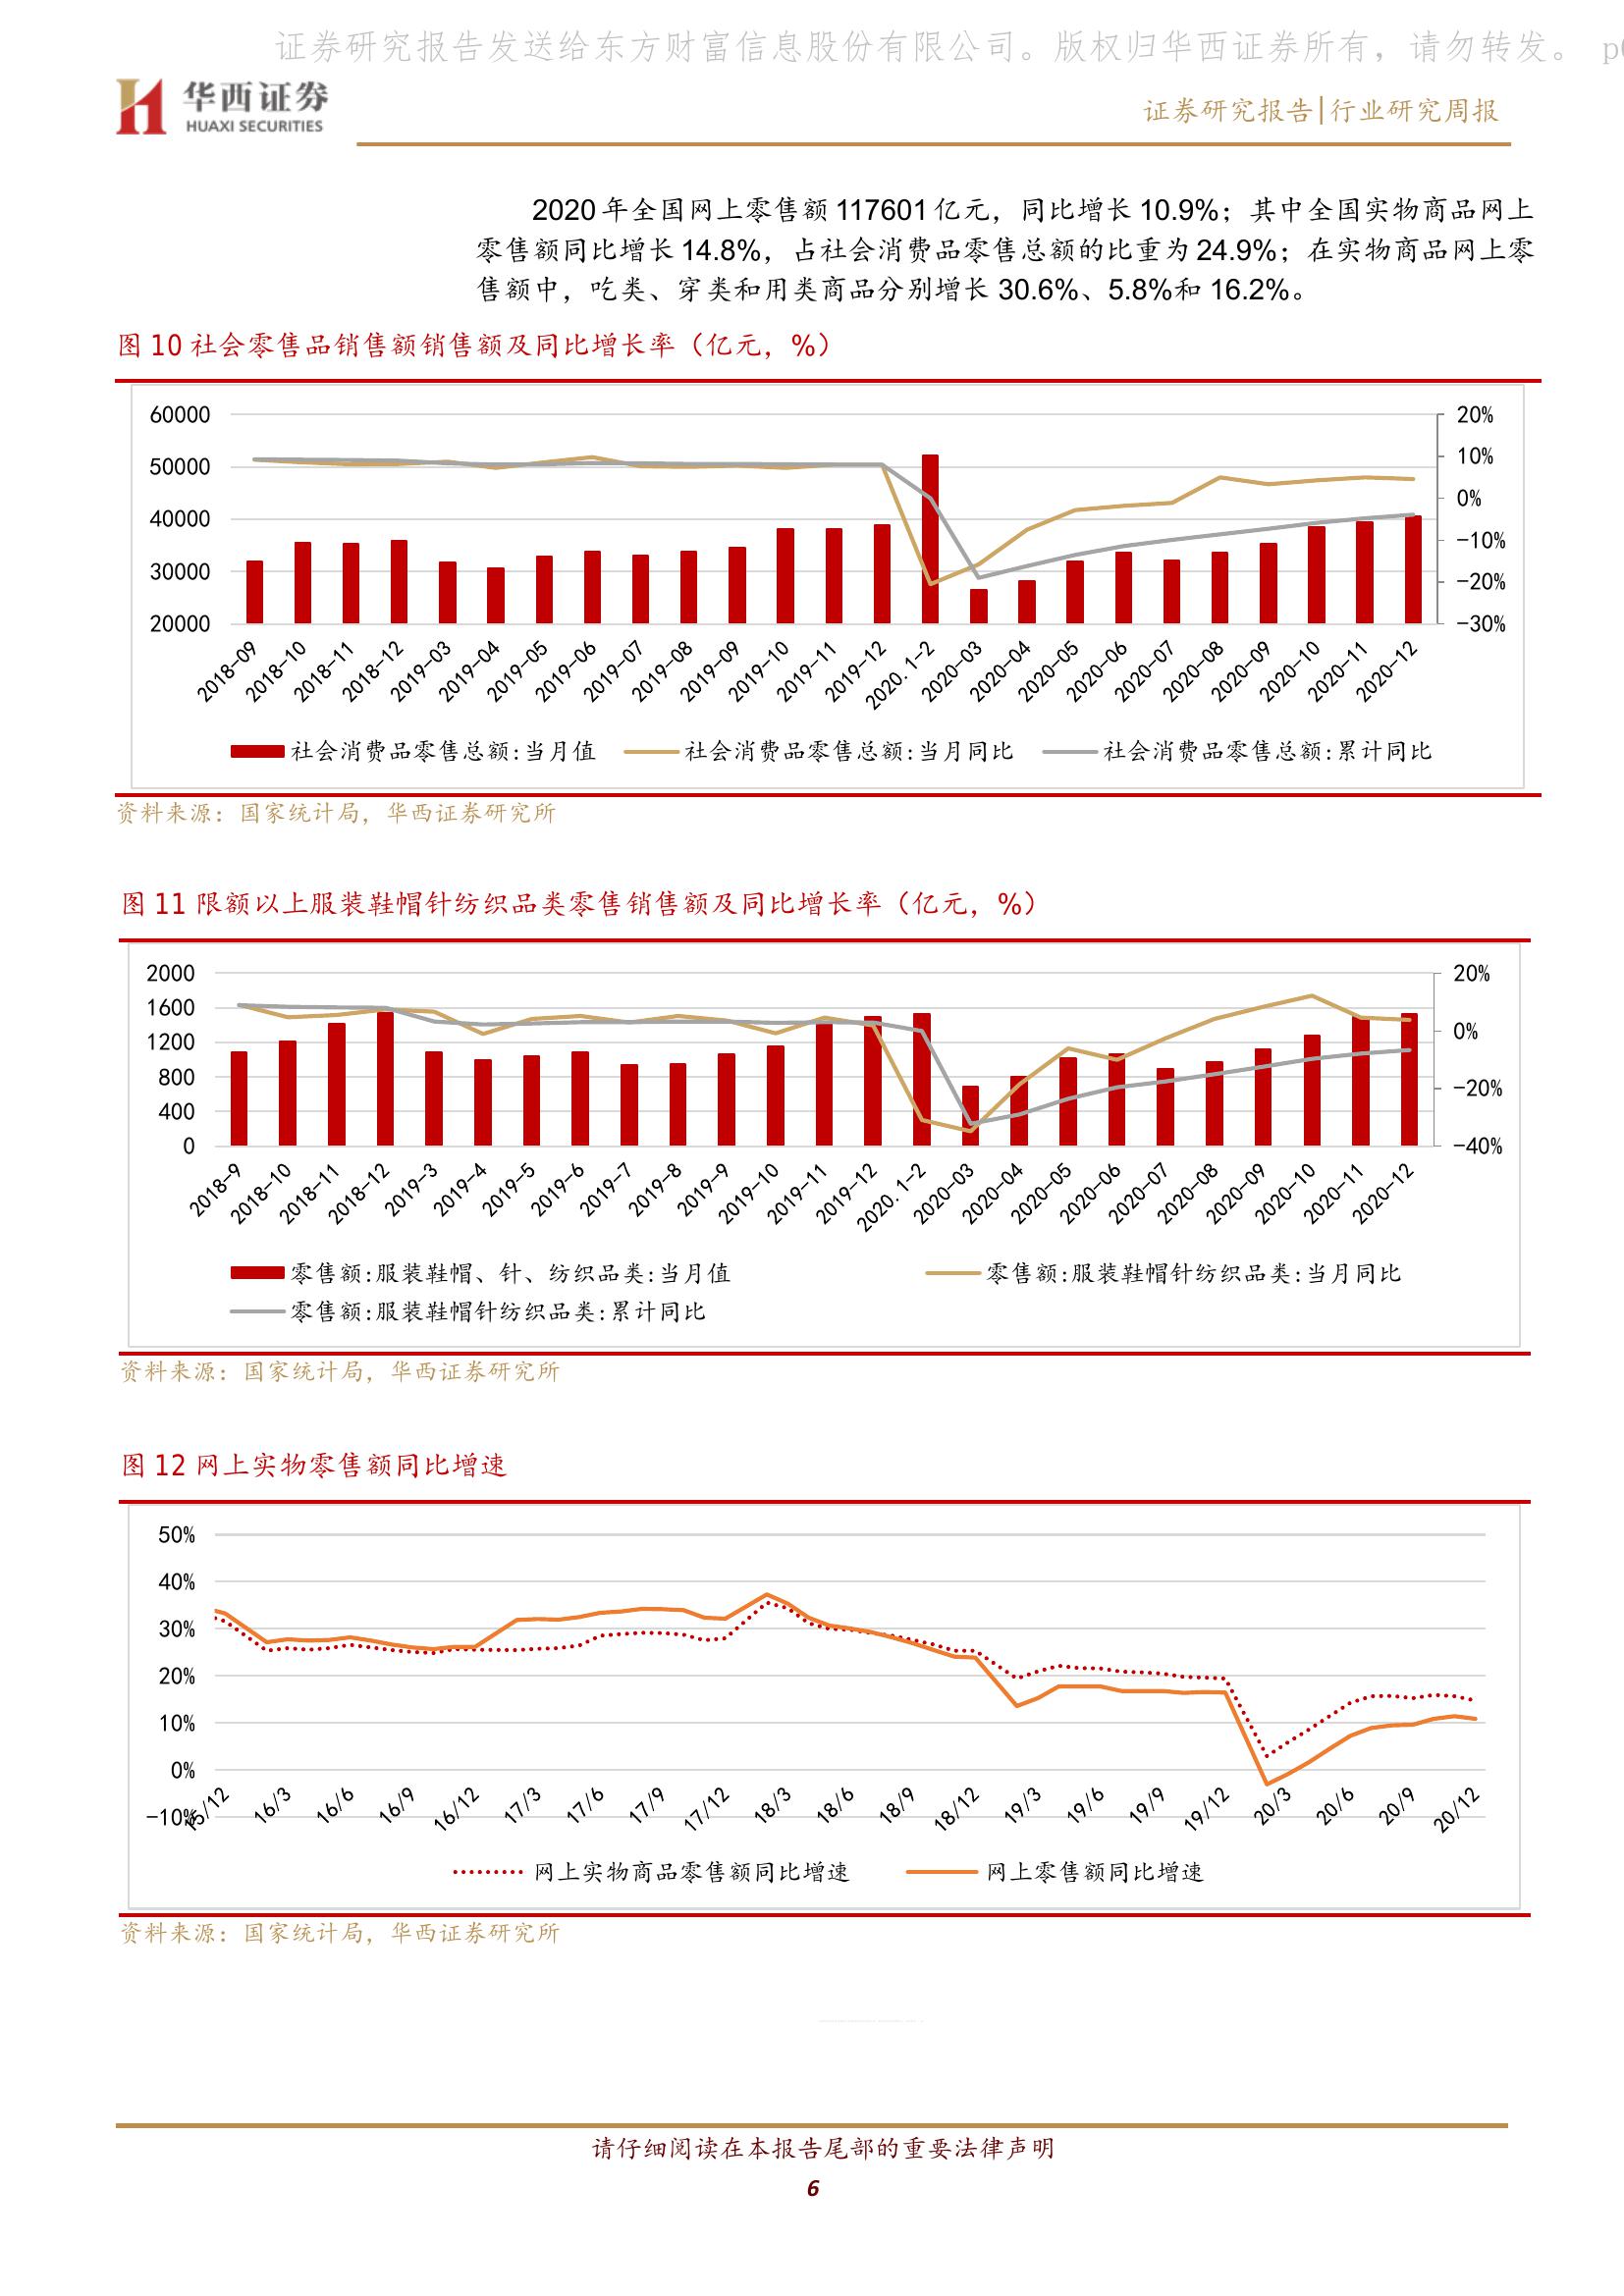 证券研究报告发送给东方财富信息股份有限公司。版权归华西证券所有，请勿转发。 p
华西证券
HUAXI SECURITIES
证券研究报告|行业研究周报
2020年全国网上零售额117601亿元，同比增长10.9%；其中全国实物商品网上
零售额同比增长14.8%，占社会消费品零售总额的比重为24.9%；在实物商品网上零
售额中，吃类、穿类和用类商品分别增长30.6%、5.8%和16.2%。
图 10 社会零售品销售额销售额及同比增长率（亿元，%）
60000 20%
50000 10%
40000 0%
30000 -10%
20000 -20%
-30%
2018-09 2018-10 2018-11 2018-12 2019-03 2019-04 2019-05 2019-06 2019-07 2019-08 2019-09 2019-10 2019-11 2019-12 2020.1-2 2020-03 2020-04 2020-05 2020-06 2020-07 2020-08 2020-09 2020-10 2020-11 2020-12
社会消费品零售总额:当月值 社会消费品零售总额:当月同比 社会消费品零售总额:累计同比
资料来源：国家统计局，华西证券研究所
图 11 限额以上服装鞋帽针纺织品类零售销售额及同比增长率（亿元，%）
2000 20%
1600
1200 0%
800
-20%
400
0 -40%
2018-9 2018-10 2018-11 2018-12 2019-3 2019-4 2019-5 2019-6 2019-7 2019-8 2019-9 2019-10 2019-11 2019-12 2020.1-2 2020-03 2020-04 2020-05 2020-06 2020-07 2020-08 2020-09 2020-10 2020-11 2020-12
零售额:服装鞋帽、针、纺织品类:当月值 零售额:服装鞋帽针纺织品类:当月同比
零售额:服装鞋帽针纺织品类:累计同比
资料来源：国家统计局，华西证券研究所
图 12 网上实物零售额同比增速
50%
40%
30%
20%
10%
0%
-10%
15/12 16/3 16/6 16/9 16/12 17/3 17/6 17/9 17/12 18/3 18/6 18/9 18/12 19/3 19/6 19/9 19/12 20/3 20/6 20/9 20/12
网上实物商品零售额同比增速 网上零售额同比增速
资料来源：国家统计局，华西证券研究所
请仔细阅读在本报告尾部的重要法律声明
6